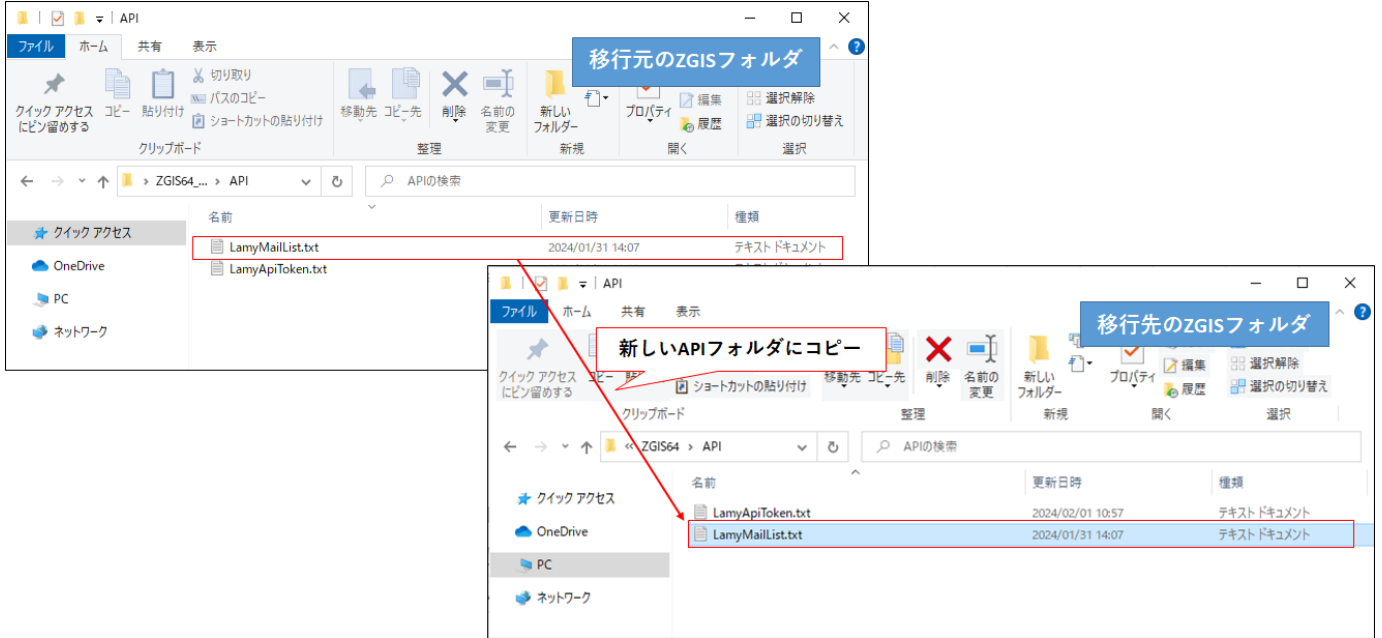 API
ファイル ホーム 共有 表示
移行元のZGISフォルダ
クイック アクセス
にピン留めする
コピー
貼り付け
切り取り
パスのコピー
ショートカットの貼り付け
クリップボード
移動先
コピー先
削除
名前の
変更
整理
新しい
フォルダー
新規
プロパティ
編集
履歴
開く
選択解除
選択の切り替え
選択
ZGIS64_... › API
APIの検索
名前 更新日時 種類
クイック アクセス
OneDrive
PC
ネットワーク
LamyMailList.txt 2024/01/31 14:07 テキスト ドキュメント
LamyApiToken.txt
API
ファイル ホーム 共有 表示
移行先のZGISフォルダ
新しいAPIフォルダにコピー
クイック アクセス
にピン留めする
コピー
ショートカットの貼り付け
クリップボード
移動先
コピー先
削除
名前の
変更
整理
新しい
フォルダー
新規
プロパティ
編集
履歴
開く
選択解除
選択の切り替え
選択
« ZGIS64 › API
APIの検索
名前 更新日時 種類
クイック アクセス
OneDrive
PC
ネットワーク
LamyApiToken.txt 2024/02/01 10:57 テキスト ドキュメント
LamyMailList.txt 2024/01/31 14:07 テキスト ドキュメント